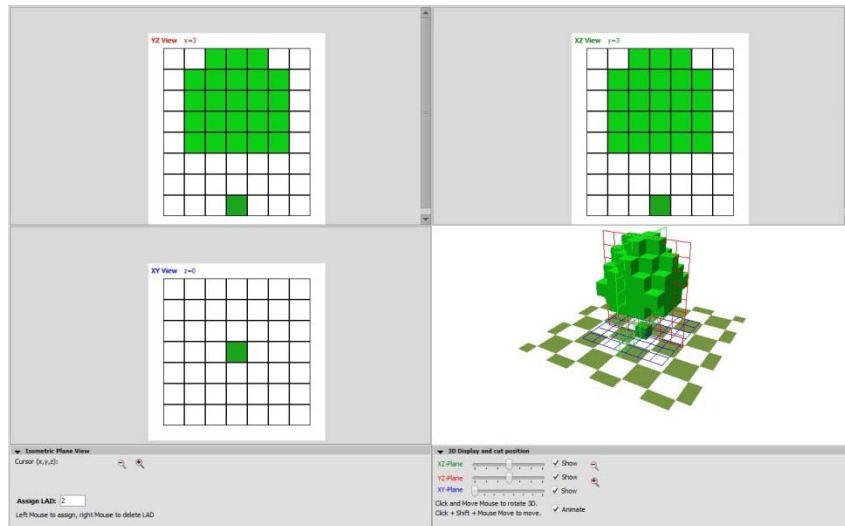 YZ View x=3
XZ View y=3
XY View z=0
Isometric Plane View
Cursor (x,y,z):
Assign LAD: 2
Left Mouse to assign, right Mouse to delete LAD
3D Display and cut position
XZ-Plane Show
YZ-Plane Show
XY-Plane Show
Click and Move Mouse to rotate 3D.
Click + Shift + Mouse Move to move. Animate